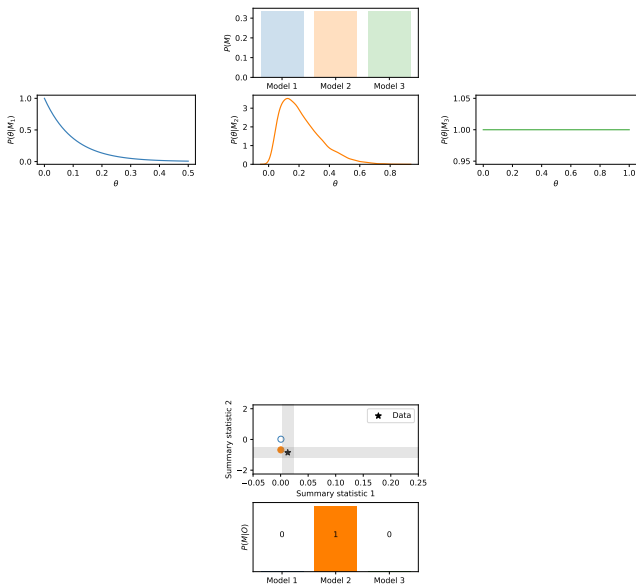 P(M)
0.3
0.2
0.1
0.0
Model 1 Model 2 Model 3
P(θ|M₁)
1.0
0.5
0.0
0.0 0.1 0.2 0.3 0.4 0.5
θ
P(θ|M₂)
3
2
1
0
0.0 0.2 0.4 0.6 0.8
θ
P(θ|M₃)
1.05
1.00
0.95
0.0 0.2 0.4 0.6 0.8 1.0
θ
Summary statistic 2
2
0
−2
Data
−0.05 0.00 0.05 0.10 0.15 0.20 0.25
Summary statistic 1
P(M|O)
0 1 0
Model 1 Model 2 Model 3